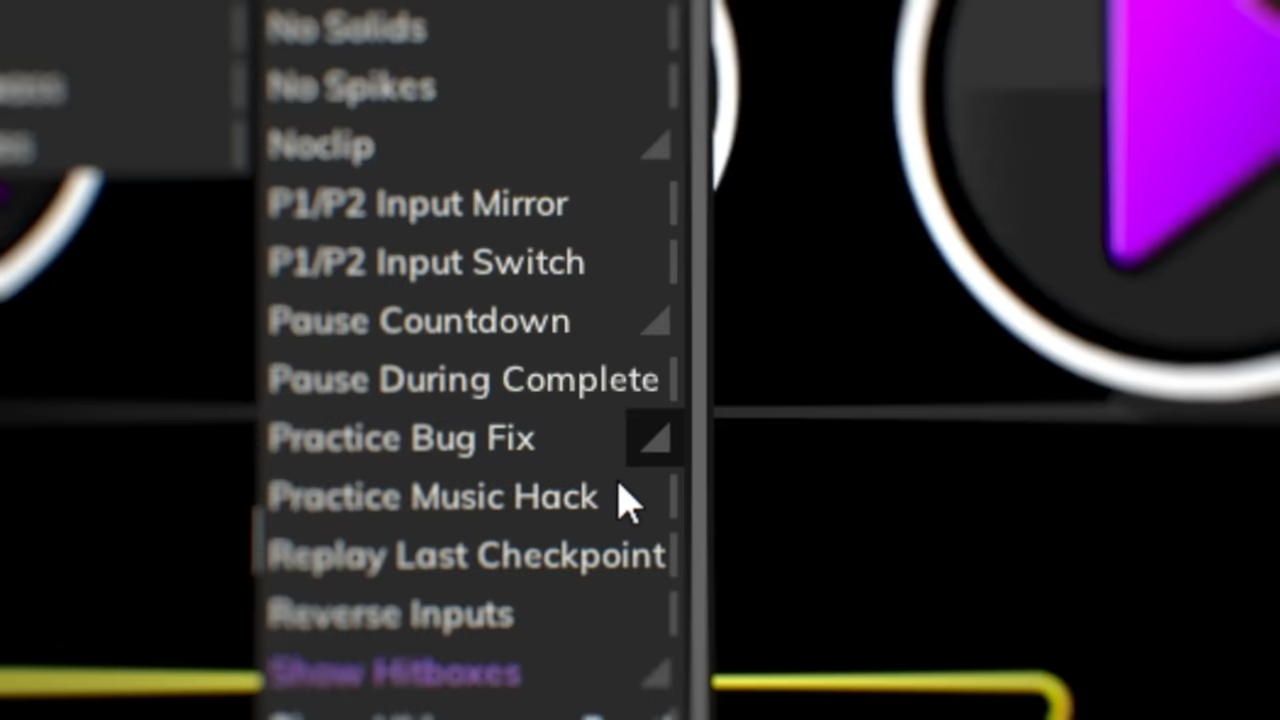 No Solids
No Spikes
Noclip
P1/P2 Input Mirror
P1/P2 Input Switch
Pause Countdown
Pause During Complete
Practice Bug Fix
Practice Music Hack
Replay Last Checkpoint
Reverse Inputs
Show Hitboxes